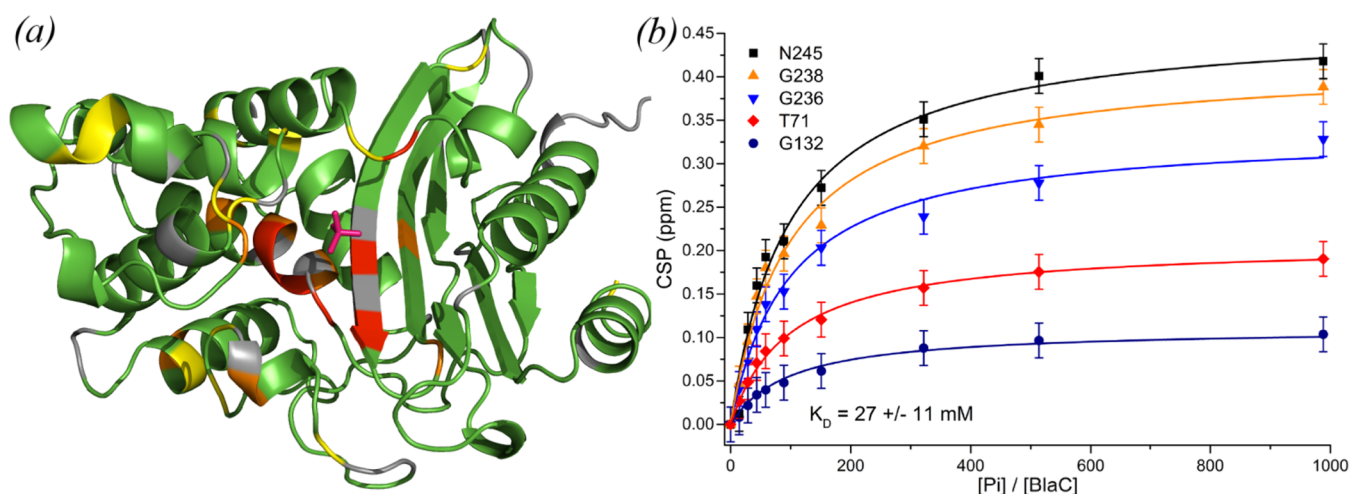 (a)
(b)
N245
G238
G236
T71
G132
0.45
0.40
0.35
0.30
0.25
0.20
0.15
0.10
0.05
0.00
CSP (ppm)
K_D = 27 +/- 11 mM
0 200 400 600 800 1000
[Pi] / [BlaC]